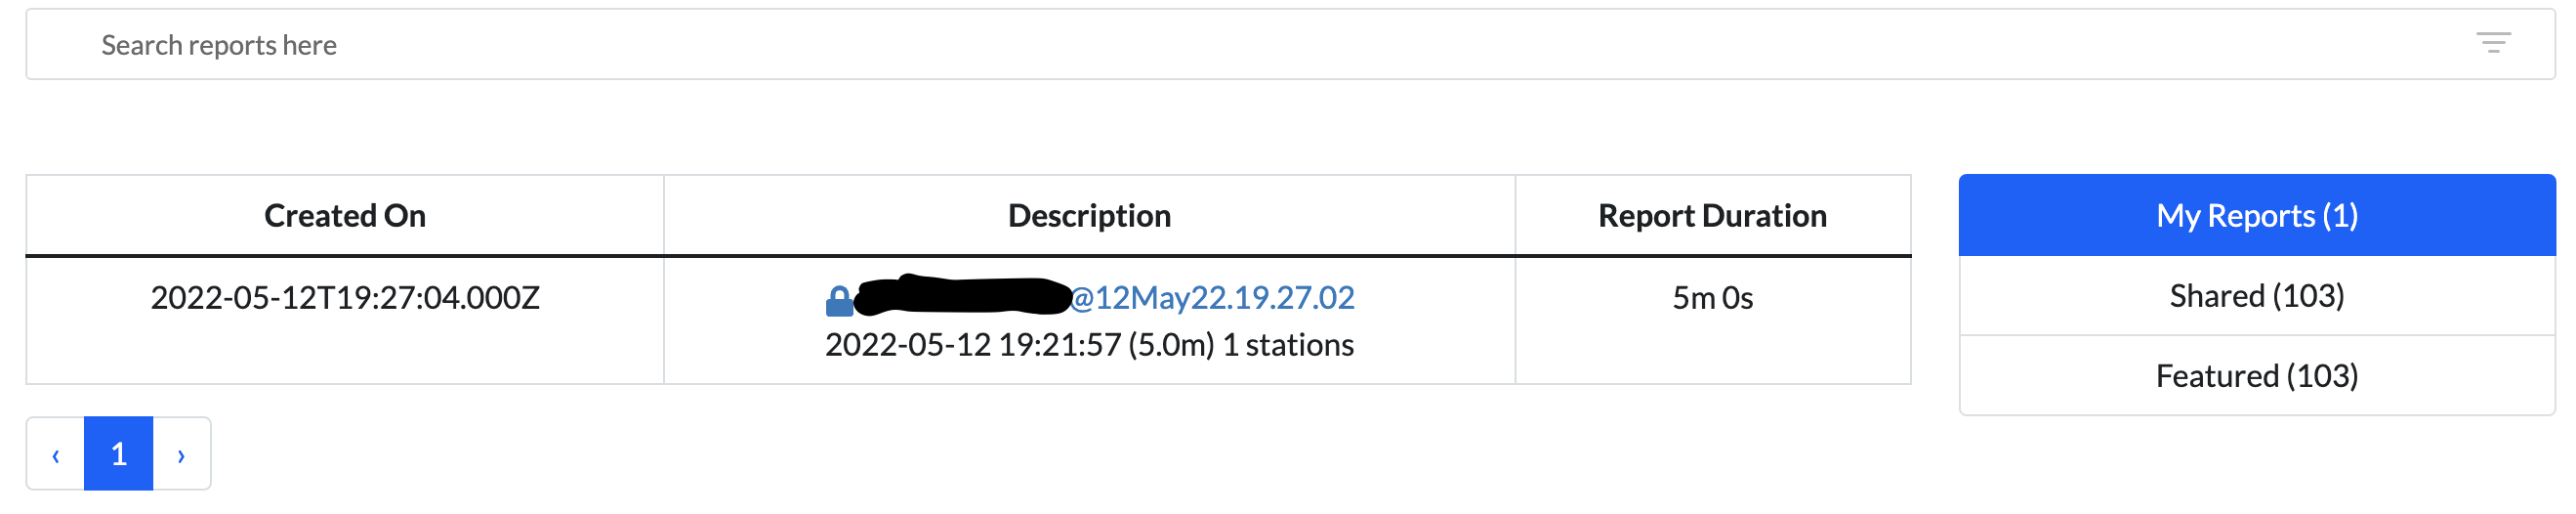 Search reports here
Created On
Description
Report Duration
2022-05-12T19:27:04.000Z
@12May22.19.27.02
2022-05-12 19:21:57 (5.0m) 1 stations
5m 0s
My Reports (1)
Shared (103)
Featured (103)
‹ 1 ›